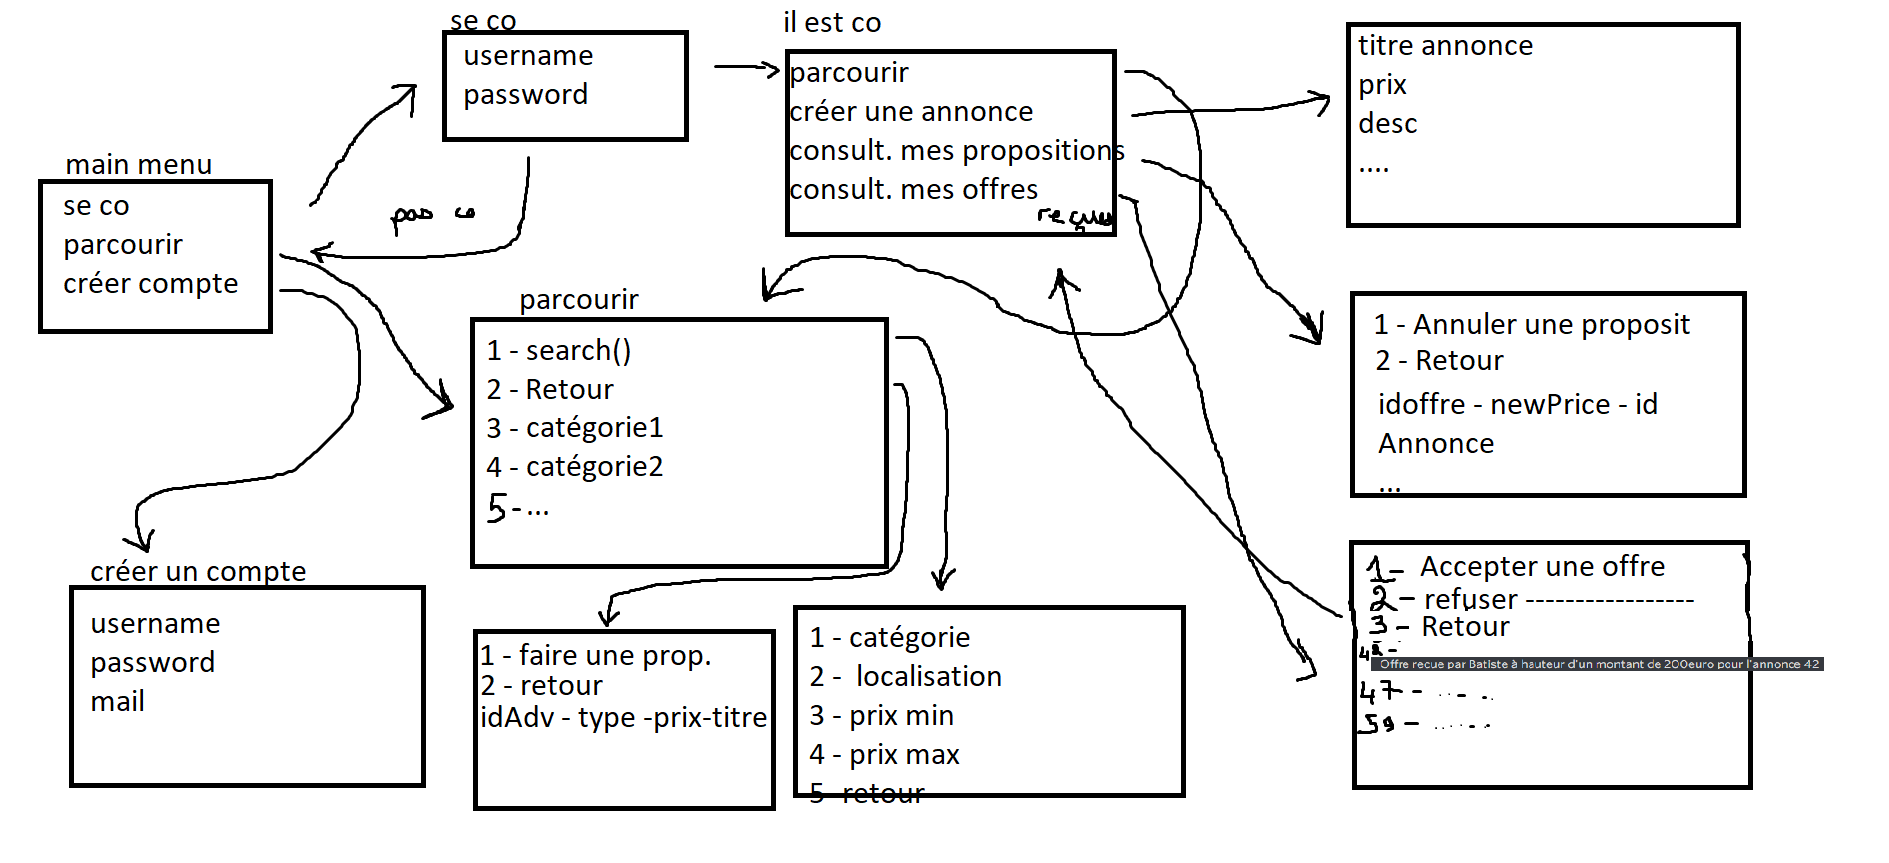 se co
username
password
il est co
parcourir
créer une annonce
consult. mes propositions
consult. mes offres
reçues
titre annonce
prix
desc
....
main menu
se co
parcourir
créer compte
pas co
parcourir
1 - search()
2 - Retour
3 - catégorie1
4 - catégorie2
5 - ...
1 - Annuler une proposit
2 - Retour
idoffre - newPrice - id
Annonce
...
créer un compte
username
password
mail
1 - faire une prop.
2 - retour
idAdv - type -prix-titre
1 - catégorie
2 - localisation
3 - prix min
4 - prix max
5 retour
1 - Accepter une offre
2 - refuser -----------------
3 - Retour
42 -
Offre recue par Batiste à hauteur d'un montant de 200euro pour l'annonce 42
47 - .....
59 - ......